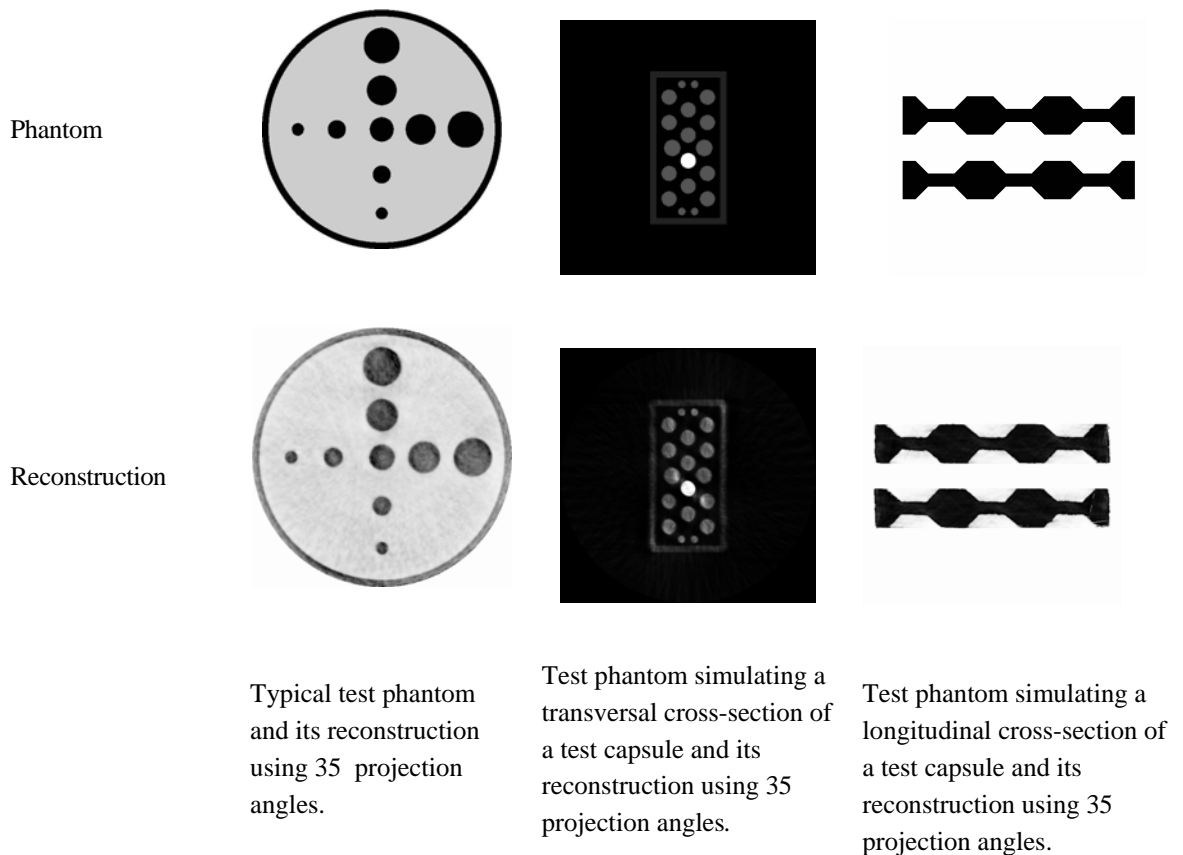 Phantom
Reconstruction
Typical test phantom
and its reconstruction
using 35 projection
angles.
Test phantom simulating a
transversal cross-section of
a test capsule and its
reconstruction using 35
projection angles.
Test phantom simulating a
longitudinal cross-section of
a test capsule and its
reconstruction using 35
projection angles.